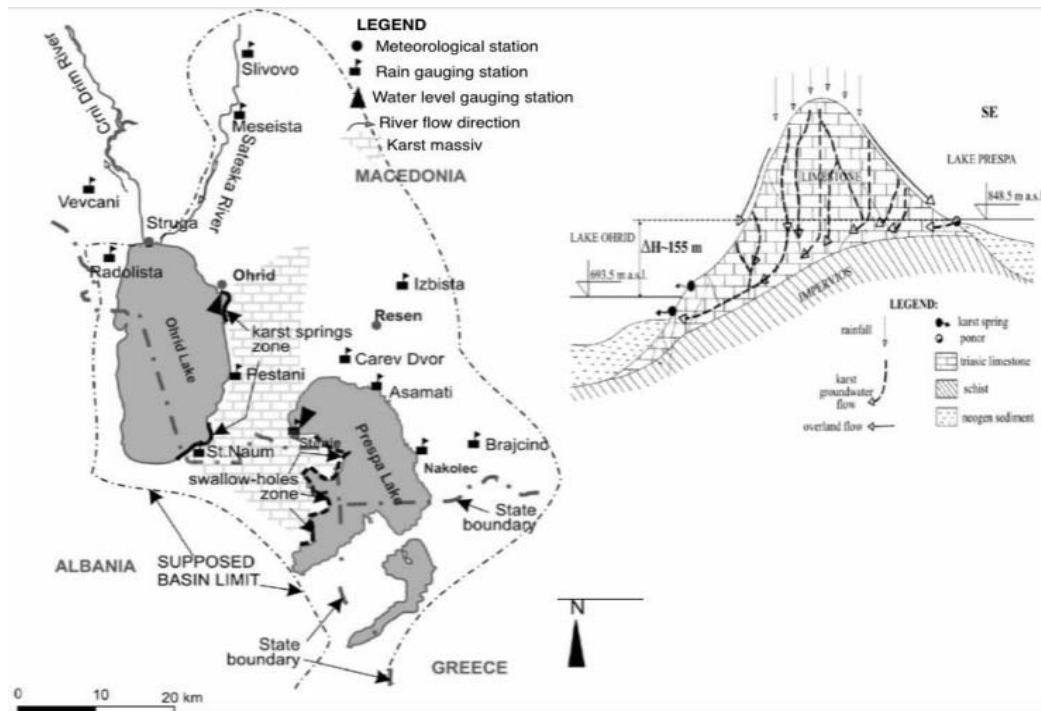 LEGEND
Meteorological station
Rain gauging station
Water level gauging station
River flow direction
Karst massiv
Crni Drim River
Slivovo
Meseista
Sateska River
MACEDONIA
Vevcani
Struga
Radolista
Ohrid
Izbista
karst springs
zone
Resen
Ohrid Lake
Carev Dvor
Pestani
Asamati
Stenje
Prespa Lake
Brajcino
St.Naum
Nakolec
swallow-holes
zone
State
boundary
ALBANIA
SUPPOSED
BASIN LIMIT
State
boundary
GREECE
N
0 10 20 km
SE
LIMESTONE
LAKE PRESPA
848.5 m a.s.l.
LAKE OHRID
ΔH~155 m
693.5 m a.s.l.
IMPERVIOS
LEGEND:
rainfall
karst
groundwater
flow
overland flow
karst spring
ponor
triasic limestone
schist
neogen sediment